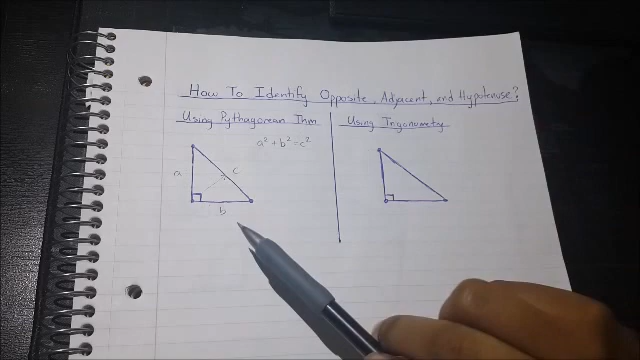 How To Identify Opposite, Adjacent, and Hypotenuse?
Using Pythagorean Thm
a² + b² = c²
a
c
b
Using Trigonometry